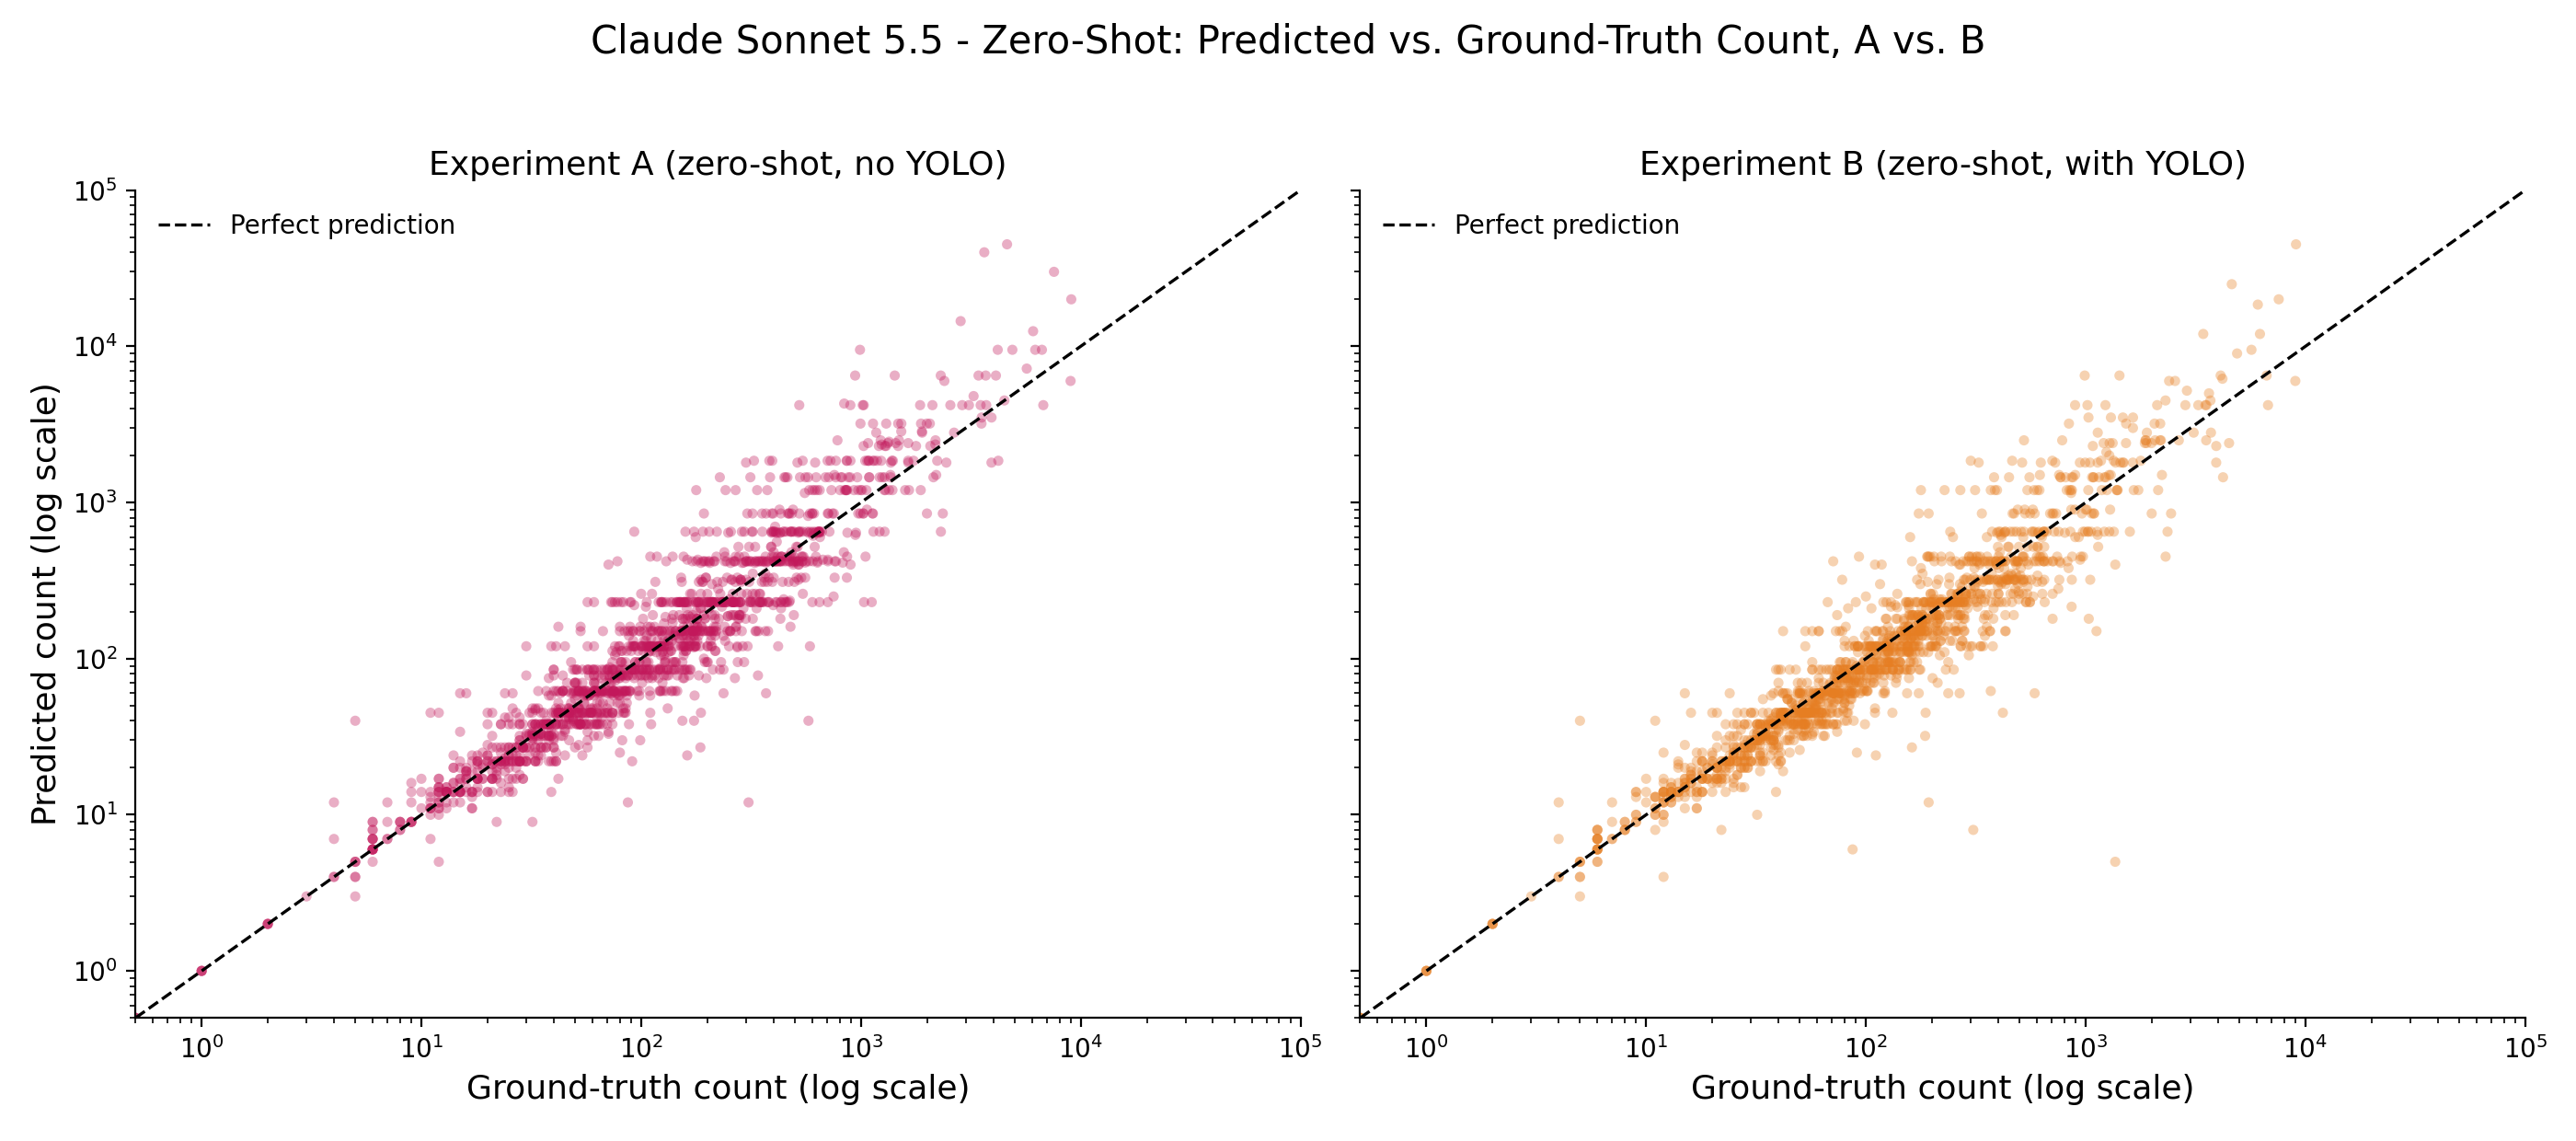 Claude Sonnet 5.5 - Zero-Shot: Predicted vs. Ground-Truth Count, A vs. B
Experiment A (zero-shot, no YOLO)
Perfect prediction
Predicted count (log scale)
10⁵
10⁴
10³
10²
10¹
10⁰
10⁰ 10¹ 10² 10³ 10⁴ 10⁵
Ground-truth count (log scale)
Experiment B (zero-shot, with YOLO)
Perfect prediction
10⁰ 10¹ 10² 10³ 10⁴ 10⁵
Ground-truth count (log scale)